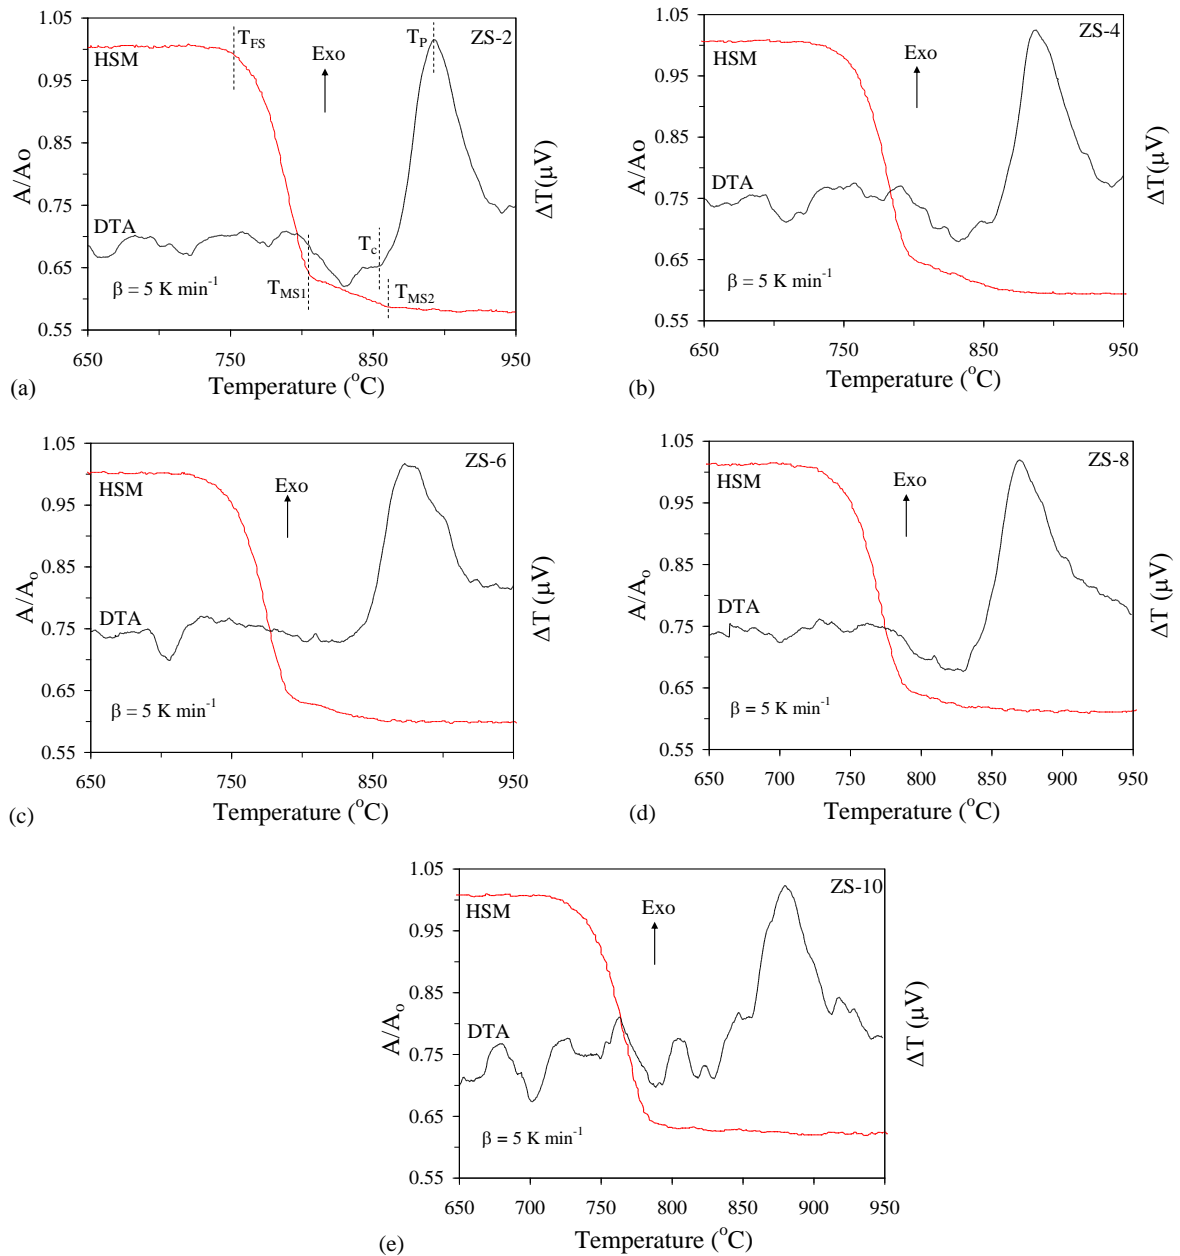 1.05
ZS-2
T_FS
T_P
HSM
Exo
1.00
0.95
0.85
A/Ao
0.75
ΔT(µV)
DTA
T_c
0.65
β = 5 K min⁻¹
T_MS1
T_MS2
0.55
650 750 850 950
(a)
Temperature (°C)
1.05
ZS-4
HSM
Exo
0.95
0.85
A/Ao
0.75
ΔT(µV)
DTA
0.65
β = 5 K min⁻¹
0.55
650 750 850 950
(b)
Temperature (°C)
1.05
ZS-6
HSM
Exo
0.95
0.85
A/A_o
0.75
ΔT (µV)
DTA
0.65
β = 5 K min⁻¹
0.55
650 750 850 950
(c)
Temperature (°C)
1.05
ZS-8
HSM
Exo
0.95
0.85
A/A_o
0.75
ΔT (µV)
DTA
0.65
β = 5 K min⁻¹
0.55
650 700 750 800 850 900 950
(d)
Temperature (°C)
1.05
ZS-10
HSM
Exo
0.95
0.85
A/A_o
0.75
ΔT (µV)
DTA
0.65
β = 5 K min⁻¹
0.55
650 700 750 800 850 900 950
(e)
Temperature (°C)